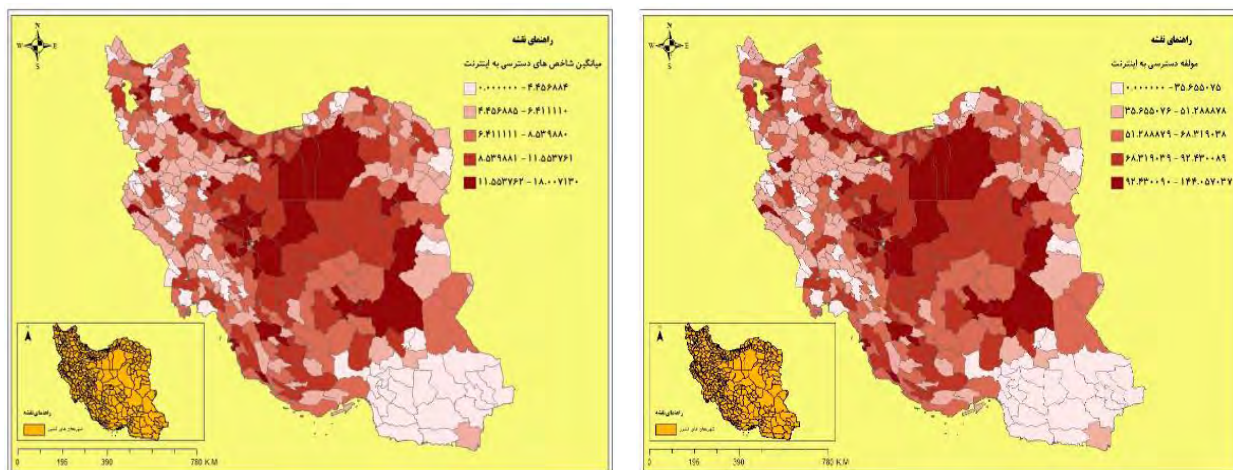 N
W
E
S
راهنمای نقشه
میانگین شاخص های دسترسی به اینترنت
۰.۰۰۰۰۰۰ - ۴.۴۵۶۸۸۴
۴.۴۵۶۸۸۵ - ۶.۴۱۱۱۱۰
۶.۴۱۱۱۱۱ - ۸.۵۳۹۸۸۰
۸.۵۳۹۸۸۱ - ۱۱.۵۵۳۷۶۱
۱۱.۵۵۳۷۶۲ - ۱۸.۰۰۷۱۳۰
راهنمای نقشه
0 195 390 780 KM
N
W
E
S
راهنمای نقشه
مولفه دسترسی به اینترنت
۰.۰۰۰۰۰۰ - ۳۵.۶۵۵۰۷۵
۳۵.۶۵۵۰۷۶ - ۵۱.۲۸۸۸۷۸
۵۱.۲۸۸۸۷۹ - ۶۸.۳۱۹۰۳۸
۶۸.۳۱۹۰۳۹ - ۹۲.۴۳۰۰۸۹
۹۲.۴۳۰۰۹۰ - ۱۴۴.۰۵۷۰۳۷
راهنمای نقشه
0 195 390 780 KM